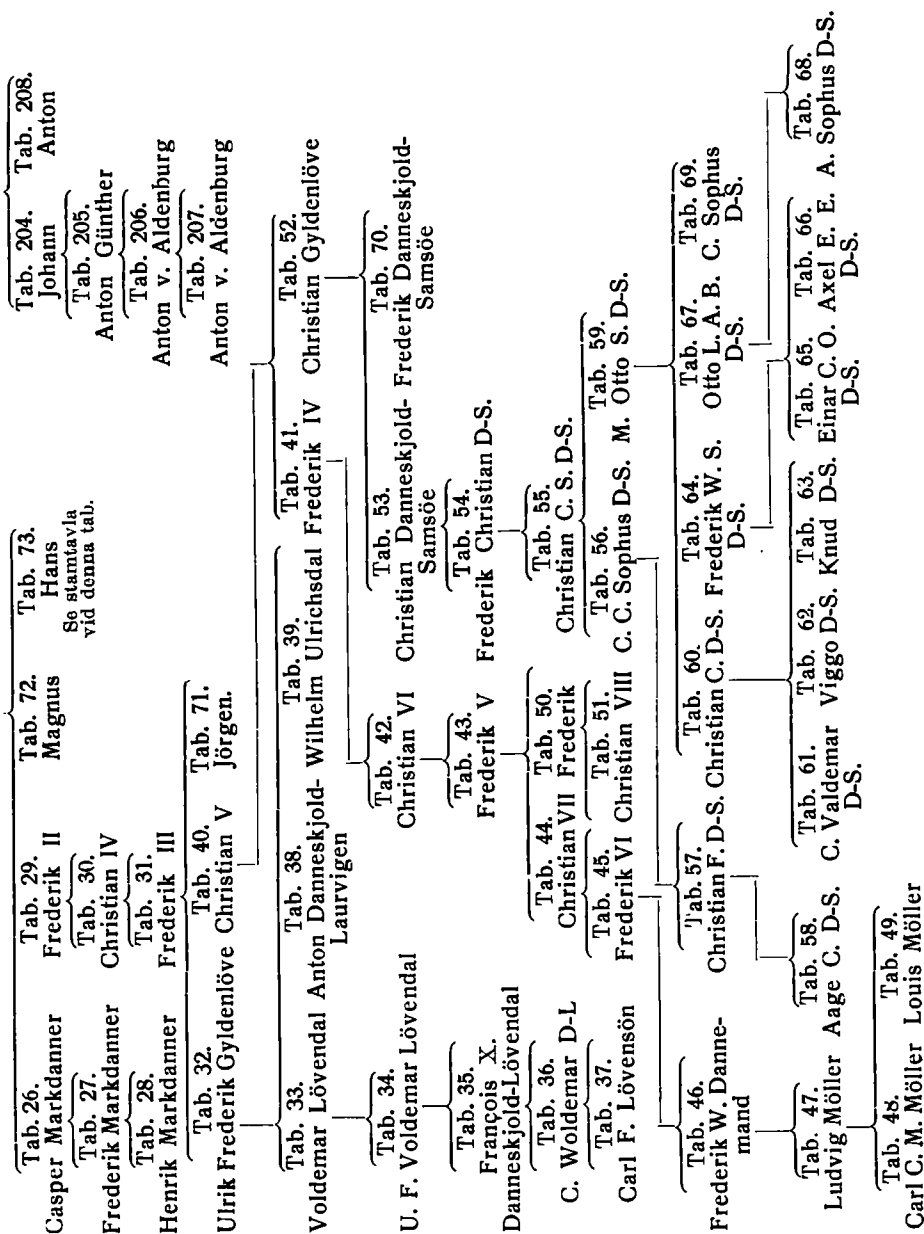 Tab. 204. Tab. 208.
Johann Anton
Tab. 205.
Anton Günther
Tab. 206.
Anton v. Aldenburg
Tab. 207.
Anton v. Aldenburg
Tab. 26. Tab. 29. Tab. 72. Tab. 73.
Casper Markdanner Frederik II Magnus Hans
Se stamtavla
vid denna tab.
Tab. 27. Tab. 30.
Frederik Markdanner Christian IV
Tab. 28. Tab. 31.
Henrik Markdanner Frederik III
Tab. 32. Tab. 40. Tab. 71.
Ulrik Frederik Gyldenlöve Christian V Jörgen.
Tab. 33. Tab. 38. Tab. 39. Tab. 41. Tab. 52.
Voldemar Lövendal Anton Danneskjold- Wilhelm Ulrichsdal Frederik IV Christian Gyldenlöve
Laurvigen
Tab. 34. Tab. 42. Tab. 53. Tab. 70.
U. F. Voldemar Lövendal Christian VI Christian Danneskjold- Frederik Danneskjold-
Samsöe Samsöe
Tab. 35. Tab. 43. Tab. 54.
François X. Frederik V Frederik Christian D-S.
Danneskjold-Lövendal
Tab. 36. Tab. 44. Tab. 50. Tab. 55.
C. Woldemar D-L Christian VII Frederik Christian C. S. D-S.
Tab. 37. Tab. 45. Tab. 51. Tab. 56. Tab. 59.
Carl F. Lövensön Frederik VI Christian VIII C. C. Sophus D-S. M. Otto S. D-S.
Tab. 46. Tab. 57. Tab. 60. Tab. 64. Tab. 67. Tab. 69.
Frederik W. Danne- Christian F. D-S. Christian C. D-S. Frederik W. S. Otto L. A. B. C. Sophus
mand D-S. D-S. D-S.
Tab. 47. Tab. 58. Tab. 61. Tab. 62. Tab. 63. Tab. 65. Tab. 66. Tab. 68.
Ludvig Möller Aage C. D-S. C. Valdemar Viggo D-S. Knud D-S. Einar C. O. Axel E. E. A. Sophus D-S.
D-S. D-S. D-S.
Tab. 48. Tab. 49.
Carl C. M. Möller Louis Möller